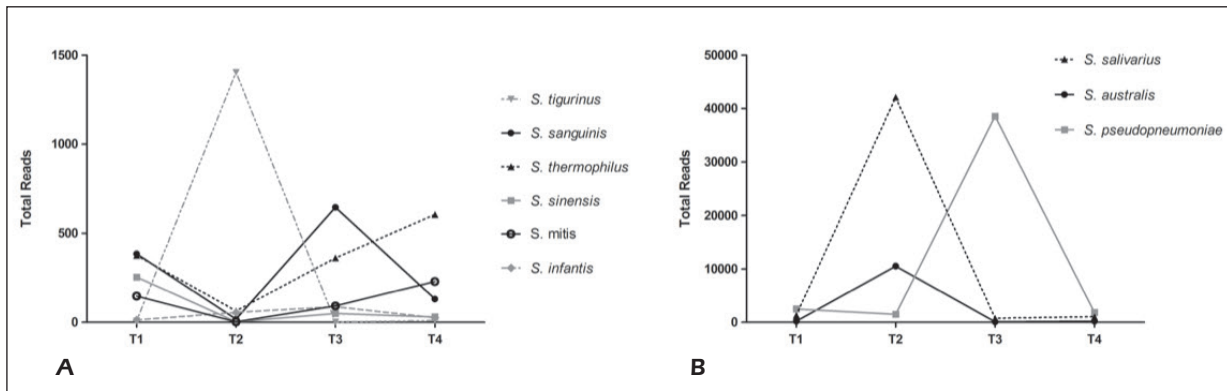 1500
1000
500
0
Total Reads
T1 T2 T3 T4
S. tigurinus
S. sanguinis
S. thermophilus
S. sinensis
S. mitis
S. infantis
A
50000
40000
30000
20000
10000
0
Total Reads
T1 T2 T3 T4
S. salivarius
S. australis
S. pseudopneumoniae
B